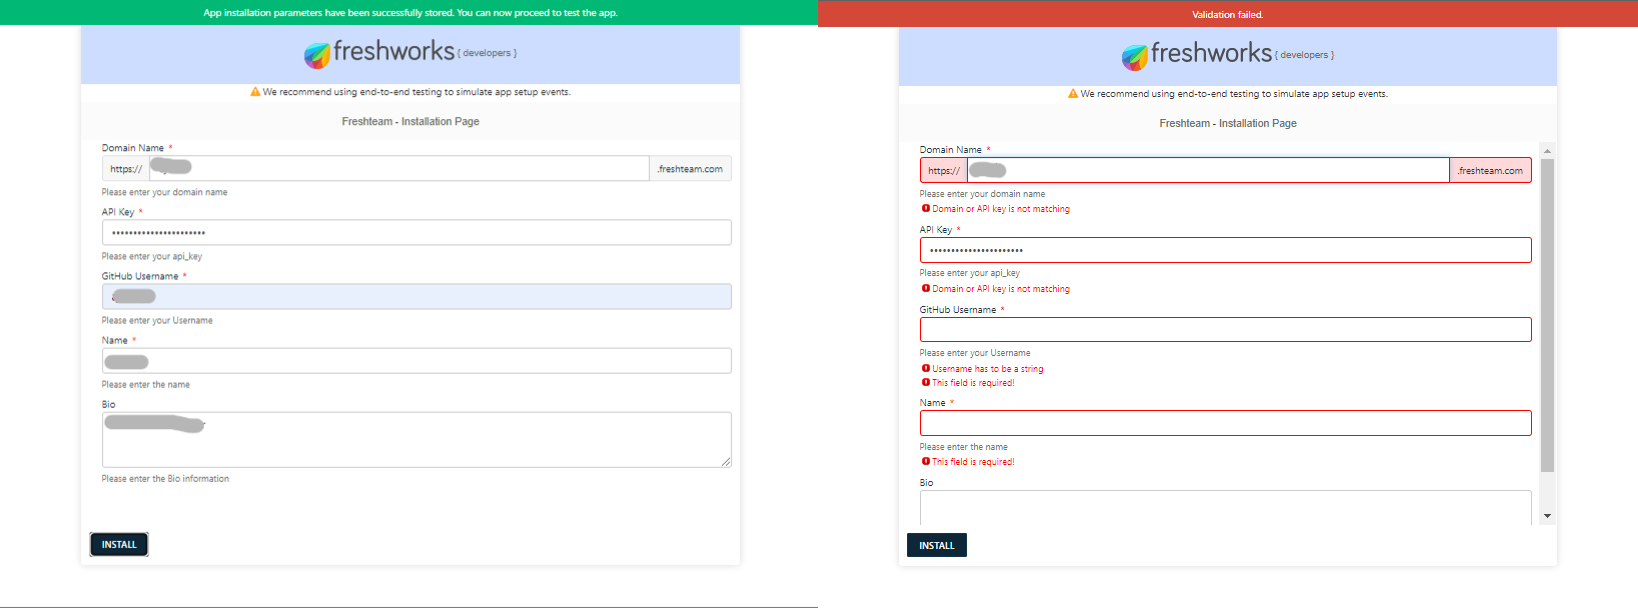 App installation parameters have been successfully stored. You can now proceed to test the app.
freshworks { developers }
We recommend using end-to-end testing to simulate app setup events.
Freshteam - Installation Page
Domain Name *
https:// .freshteam.com
Please enter your domain name
API Key *
••••••••••••••••••••••
Please enter your api_key
GitHub Username *
Please enter your Username
Name *
Please enter the name
Bio
Please enter the Bio information
INSTALL
Validation failed.
freshworks { developers }
We recommend using end-to-end testing to simulate app setup events.
Freshteam - Installation Page
Domain Name *
https:// .freshteam.com
Please enter your domain name
Domain or API key is not matching
API Key *
••••••••••••••••••••••
Please enter your api_key
Domain or API key is not matching
GitHub Username *
Please enter your Username
Username has to be a string
This field is required!
Name *
Please enter the name
This field is required!
Bio
INSTALL